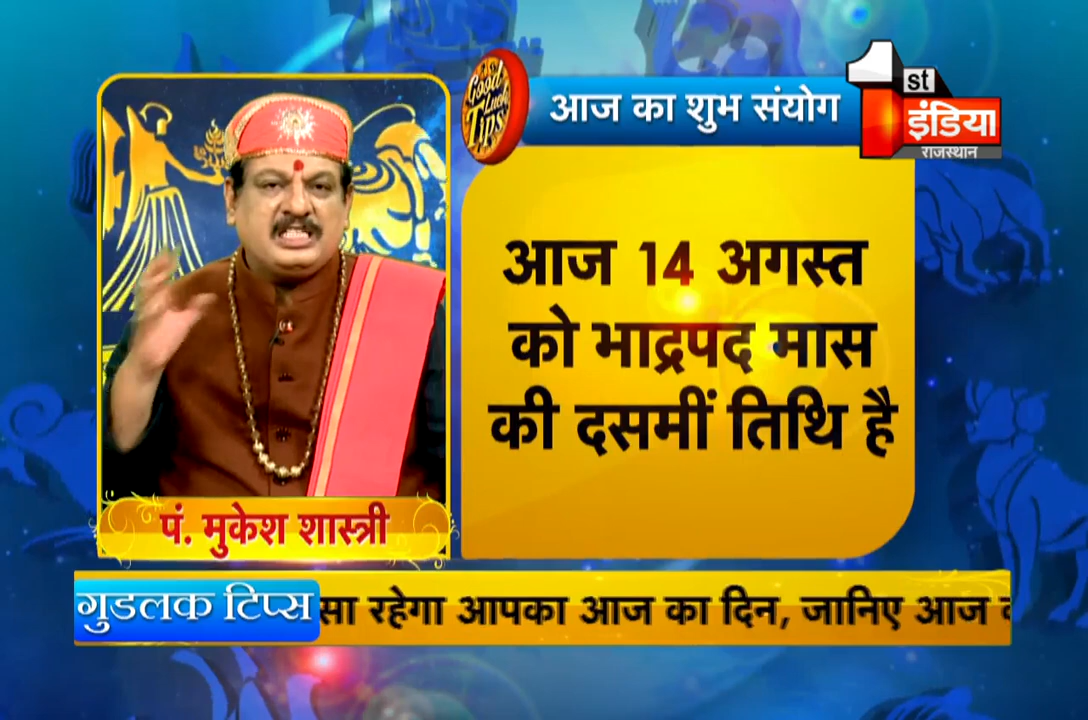 Good
Luck
Tips
आज का शुभ संयोग
1st
इंडिया
राजस्थान
आज 14 अगस्त
को भाद्रपद मास
की दसमीं तिथि है
पं. मुकेश शास्त्री
गुडलक टिप्स
सा रहेगा आपका आज का दिन, जानिए आज